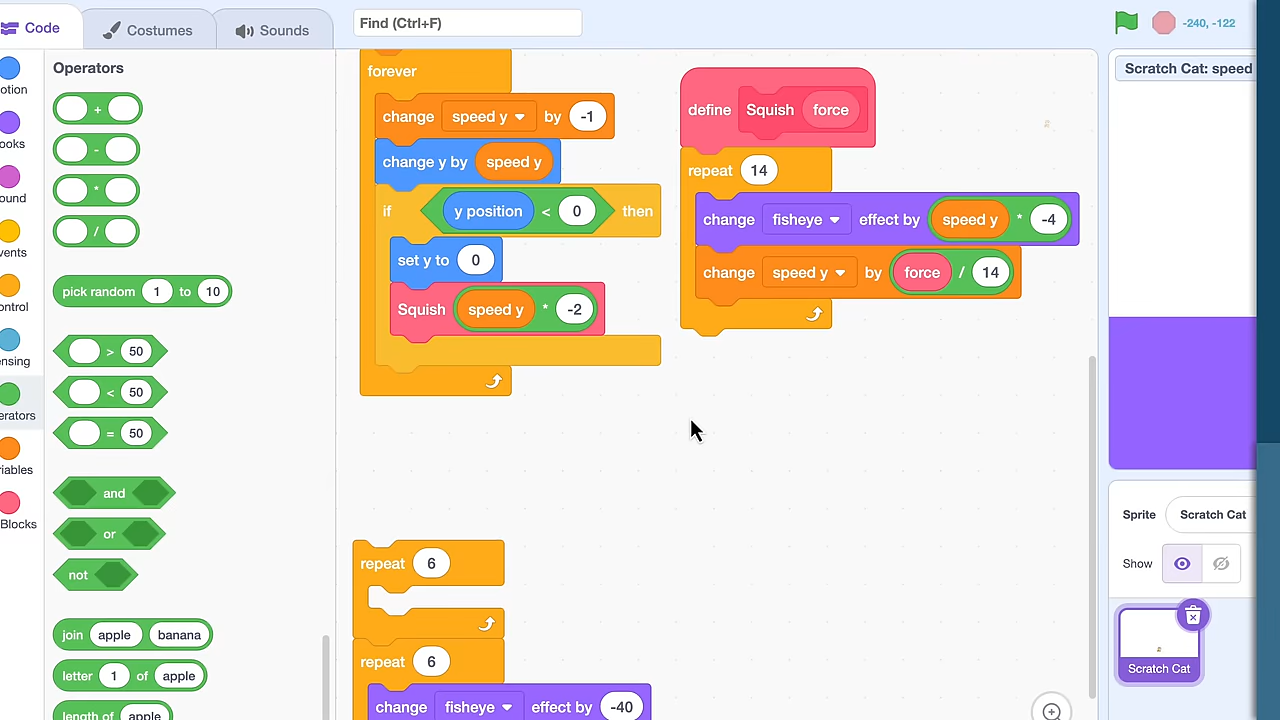 Code
Costumes
Sounds
Find (Ctrl+F)
-240, -122
otion
ooks
ound
vents
ontrol
ensing
erators
riables
Blocks
Operators
+
-
*
/
pick random 1 to 10
> 50
< 50
= 50
and
or
not
join apple banana
letter 1 of apple
length of apple
forever
change speed y by -1
change y by speed y
if y position < 0 then
set y to 0
Squish speed y * -2
define Squish force
repeat 14
change fisheye effect by speed y * -4
change speed y by force / 14
repeat 6
repeat 6
change fisheye effect by -40
Scratch Cat: speed
Sprite Scratch Cat
Show
Scratch Cat